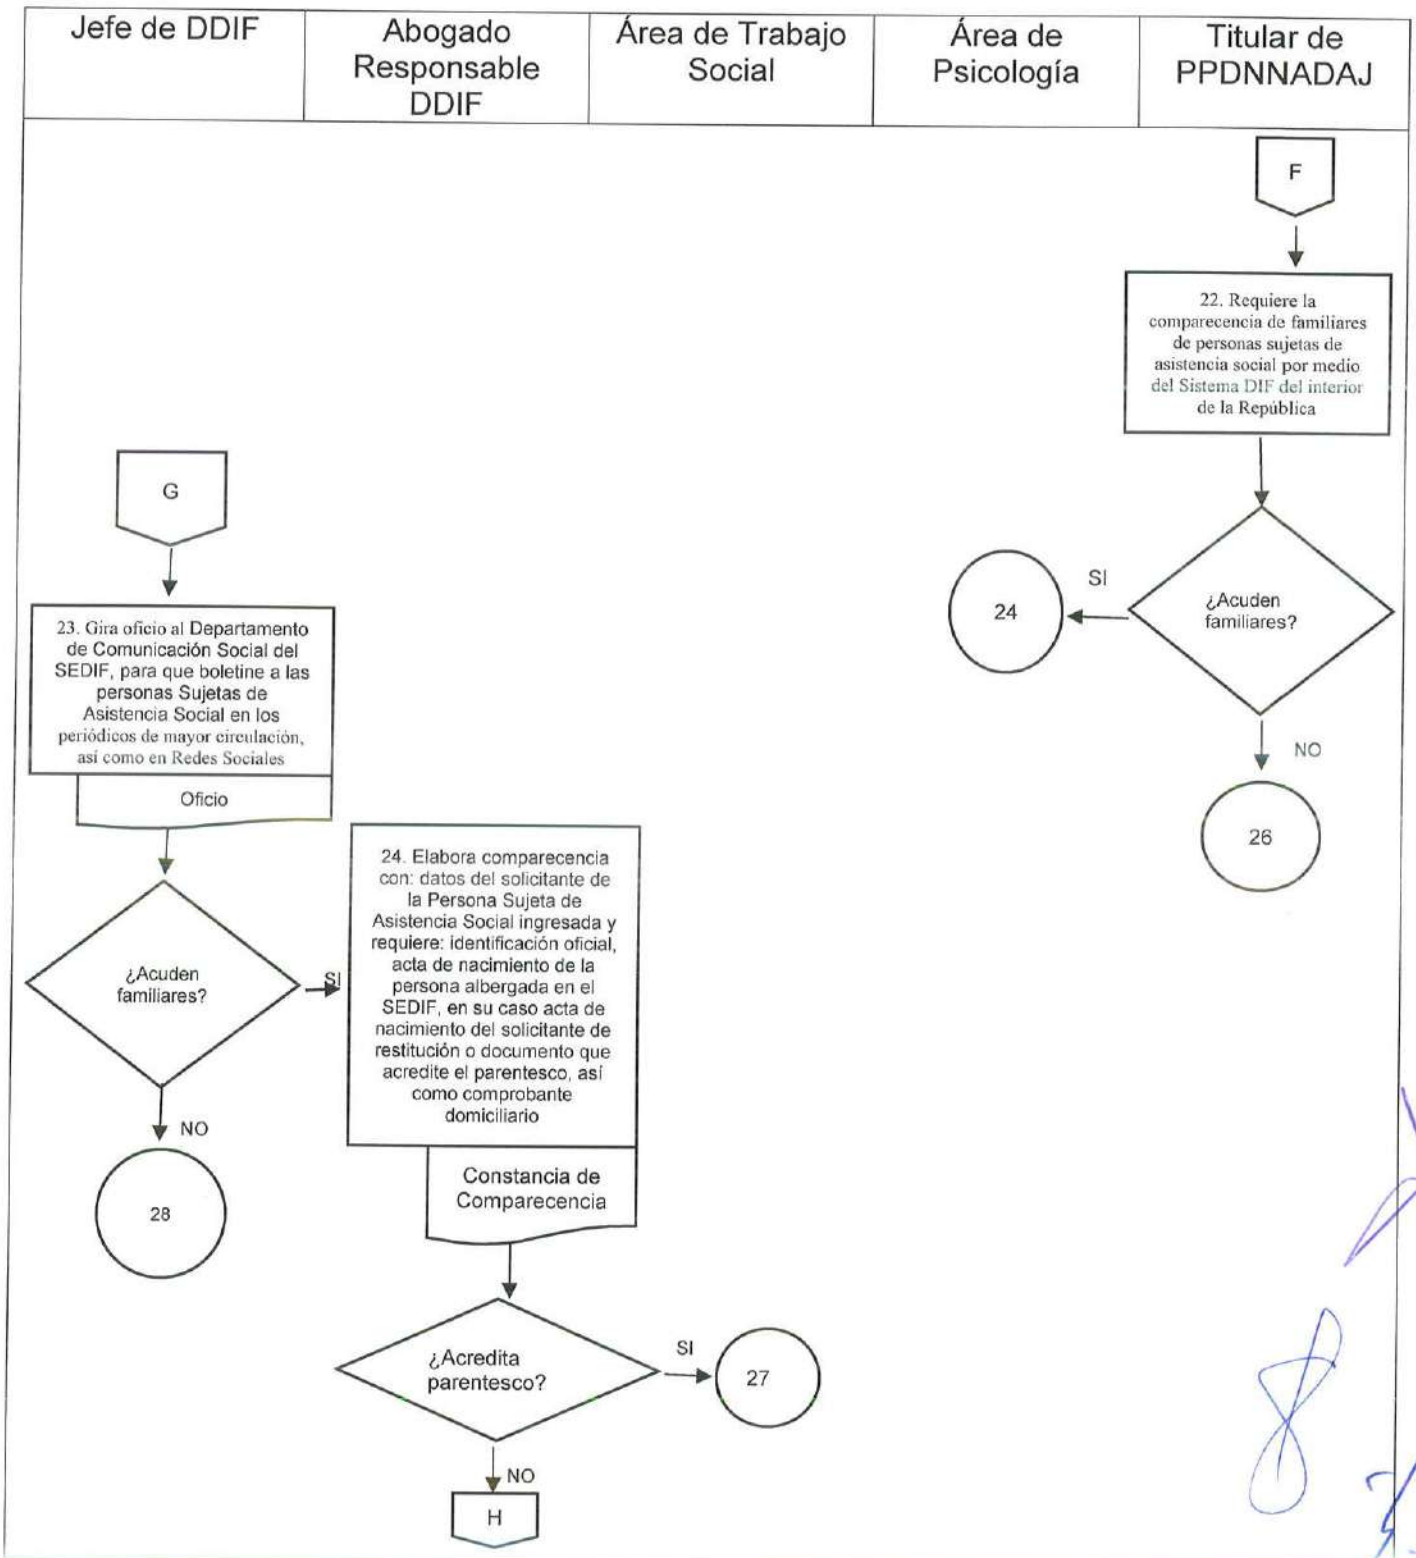 Jefe de DDIF
Abogado
Responsable
DDIF
Área de Trabajo
Social
Área de
Psicología
Titular de
PPDNNADAJ
F
22. Requiere la
comparecencia de familiares
de personas sujetas de
asistencia social por medio
del Sistema DIF del interior
de la República
¿Acuden
familiares?
SI
24
NO
26
G
23. Gira oficio al Departamento
de Comunicación Social del
SEDIF, para que boletine a las
personas Sujetas de
Asistencia Social en los
periódicos de mayor circulación,
así como en Redes Sociales
Oficio
¿Acuden
familiares?
SI
NO
28
24. Elabora comparecencia
con: datos del solicitante de
la Persona Sujeta de
Asistencia Social ingresada y
requiere: identificación oficial,
acta de nacimiento de la
persona albergada en el
SEDIF, en su caso acta de
nacimiento del solicitante de
restitución o documento que
acredite el parentesco, así
como comprobante
domiciliario
Constancia de
Comparecencia
¿Acredita
parentesco?
SI
27
NO
H